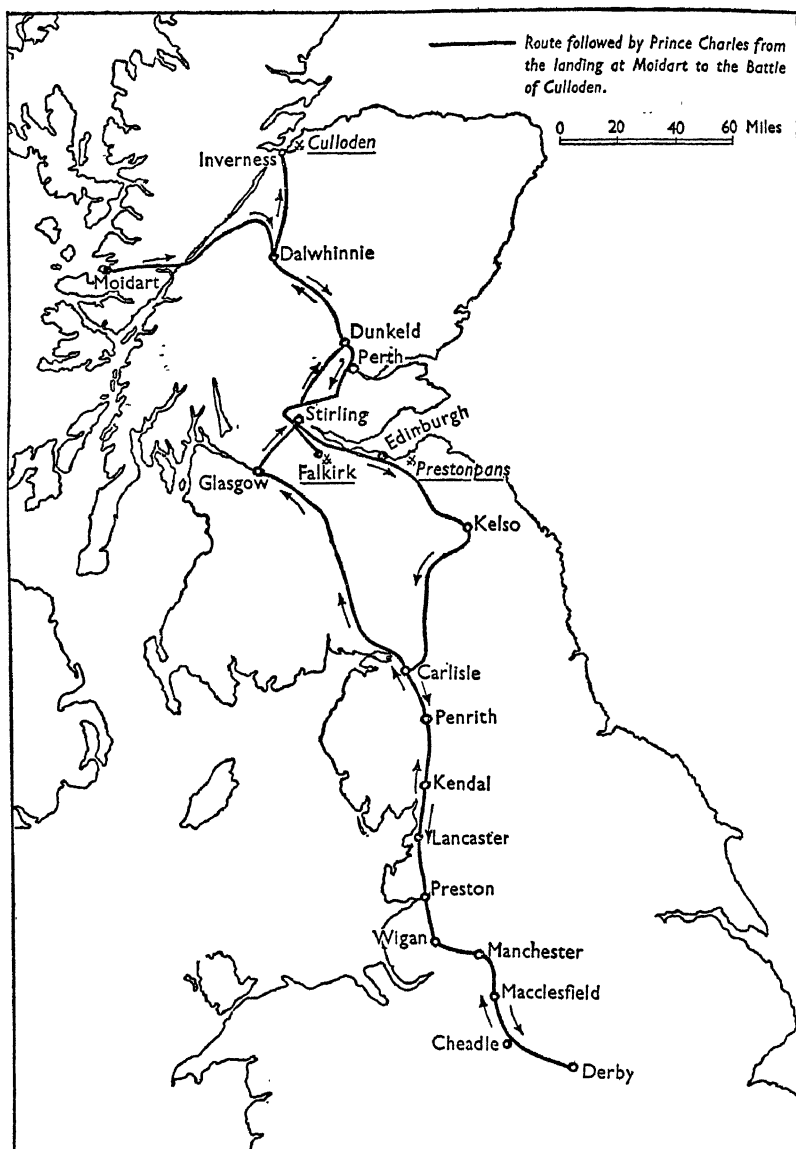 Route followed by Prince Charles from
the landing at Moidart to the Battle
of Culloden.
0 20 40 60 Miles
Culloden
Inverness
Dalwhinnie
Moidart
Dunkeld
Perth
Stirling
Edinburgh
Falkirk
Prestonpans
Glasgow
Kelso
Carlisle
Penrith
Kendal
Lancaster
Preston
Wigan
Manchester
Macclesfield
Cheadle
Derby